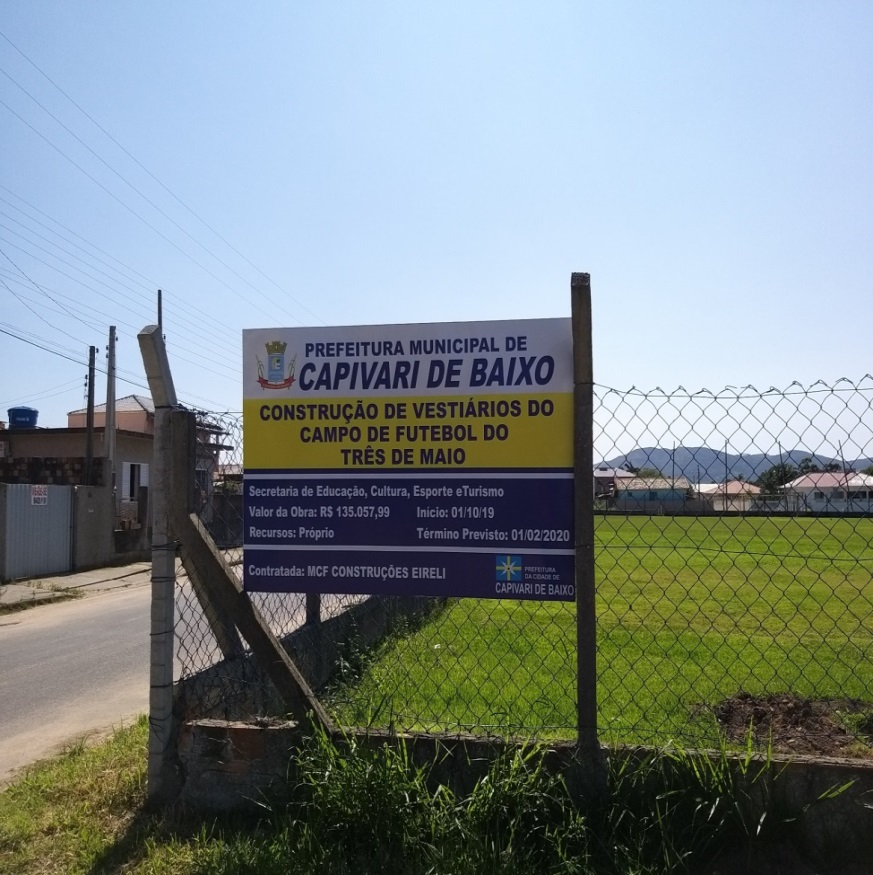 PREFEITURA MUNICIPAL DE
CAPIVARI DE BAIXO
CONSTRUÇÃO DE VESTIÁRIOS DO
CAMPO DE FUTEBOL DO
TRÊS DE MAIO
Secretaria de Educação, Cultura, Esporte eTurismo
Valor da Obra: R$ 135.057,99 Início: 01/10/19
Recursos: Próprio Término Previsto: 01/02/2020
Contratada: MCF CONSTRUÇÕES EIRELI
PREFEITURA
DA CIDADE DE
CAPIVARI DE BAIXO